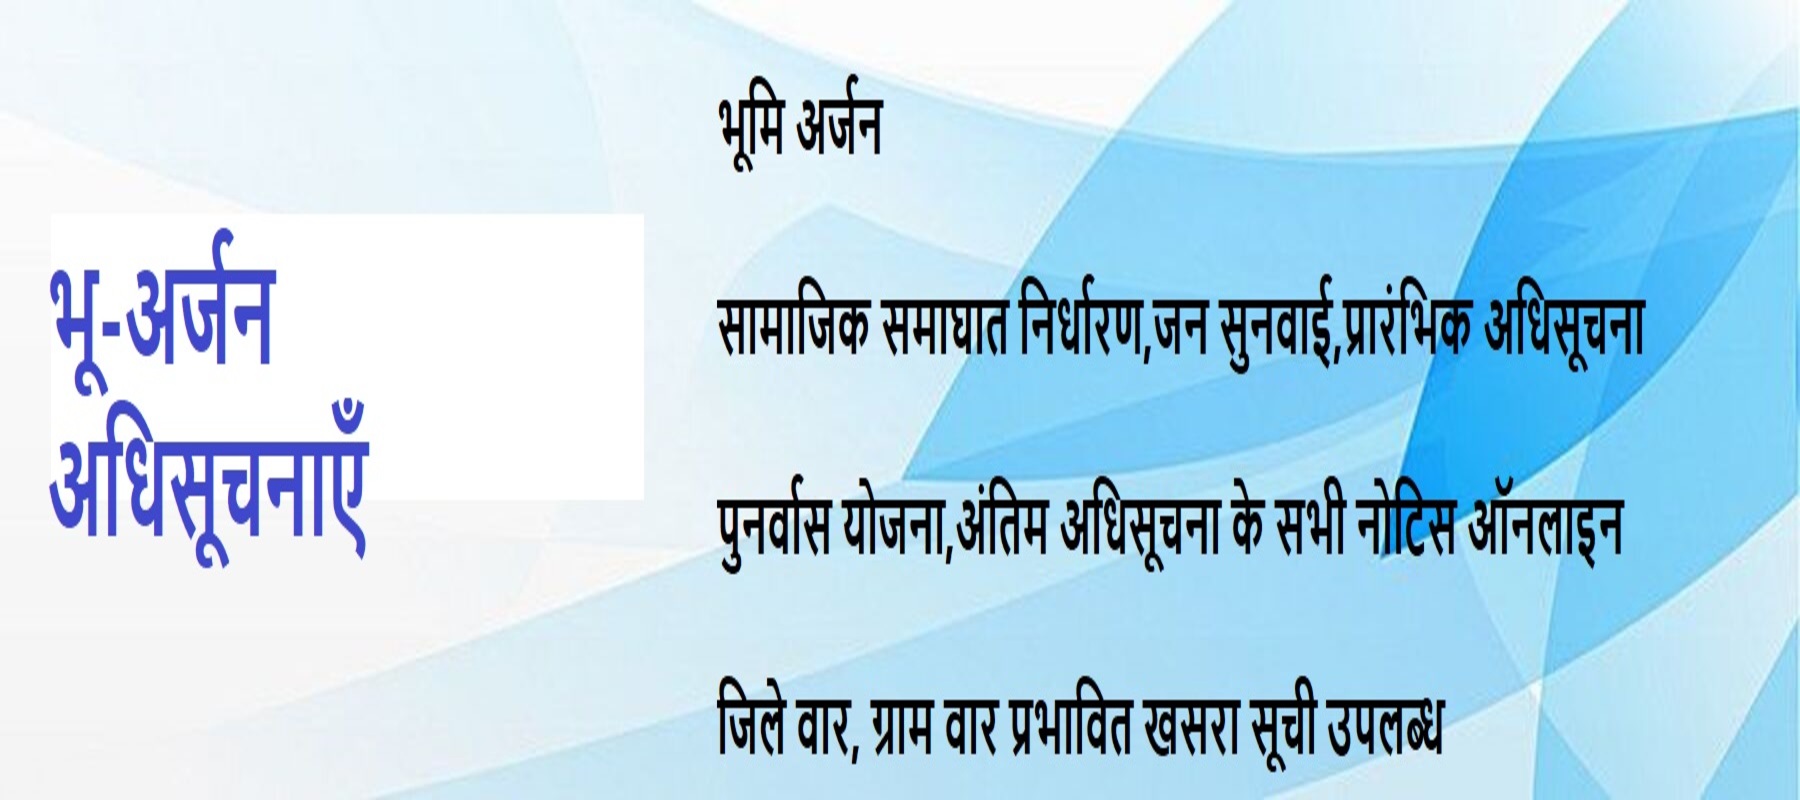 भू-अर्जन
अधिसूचनाएँ
भूमि अर्जन
सामाजिक समाघात निर्धारण,जन सुनवाई,प्रारंभिक अधिसूचना
पुनर्वास योजना,अंतिम अधिसूचना के सभी नोटिस ऑनलाइन
जिले वार, ग्राम वार प्रभावित खसरा सूची उपलब्ध